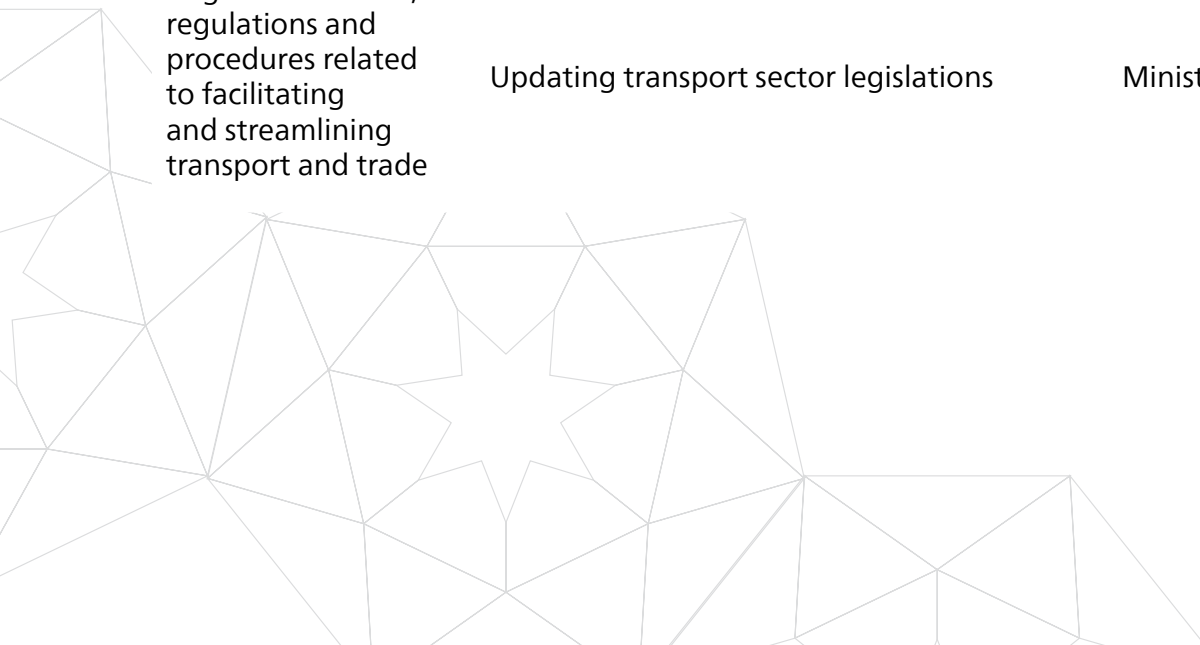 regulations and
procedures related
to facilitating
and streamlining
transport and trade
Updating transport sector legislations